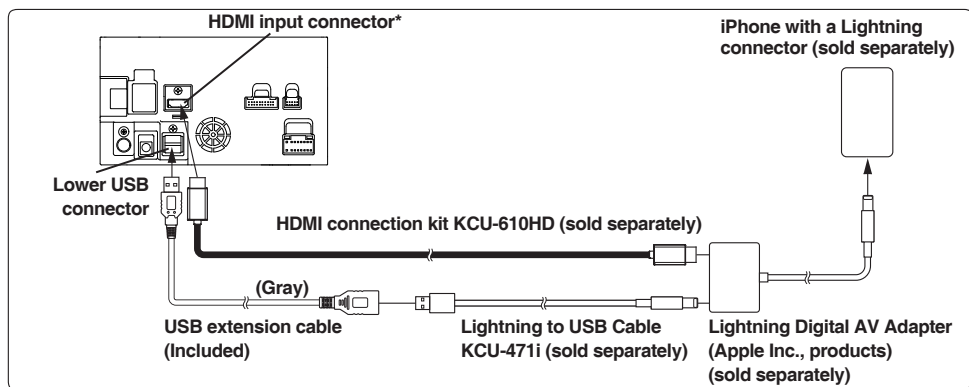 HDMI input connector*
iPhone with a Lightning
connector (sold separately)
Lower USB
connector
HDMI connection kit KCU-610HD (sold separately)
(Gray)
USB extension cable
(Included)
Lightning to USB Cable
KCU-471i (sold separately)
Lightning Digital AV Adapter
(Apple Inc., products)
(sold separately)